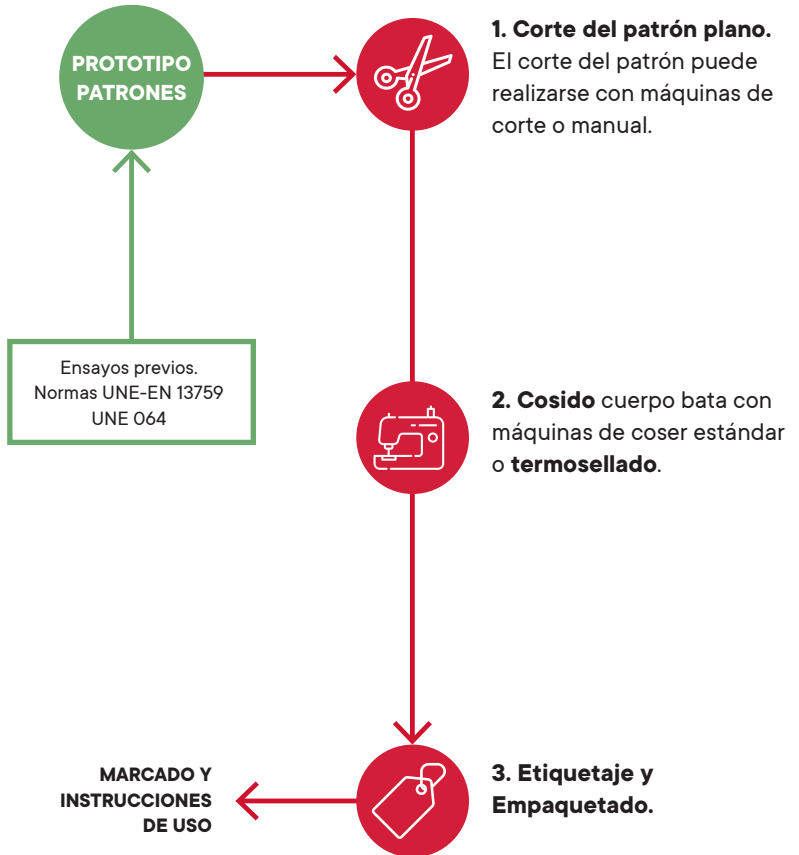 PROTOTIPO
PATRONES
1. Corte del patrón plano.
El corte del patrón puede
realizarse con máquinas de
corte o manual.
Ensayos previos.
Normas UNE-EN 13759
UNE 064
2. Cosido cuerpo bata con
máquinas de coser estándar
o termosellado.
MARCADO Y
INSTRUCCIONES
DE USO
3. Etiquetaje y
Empaquetado.